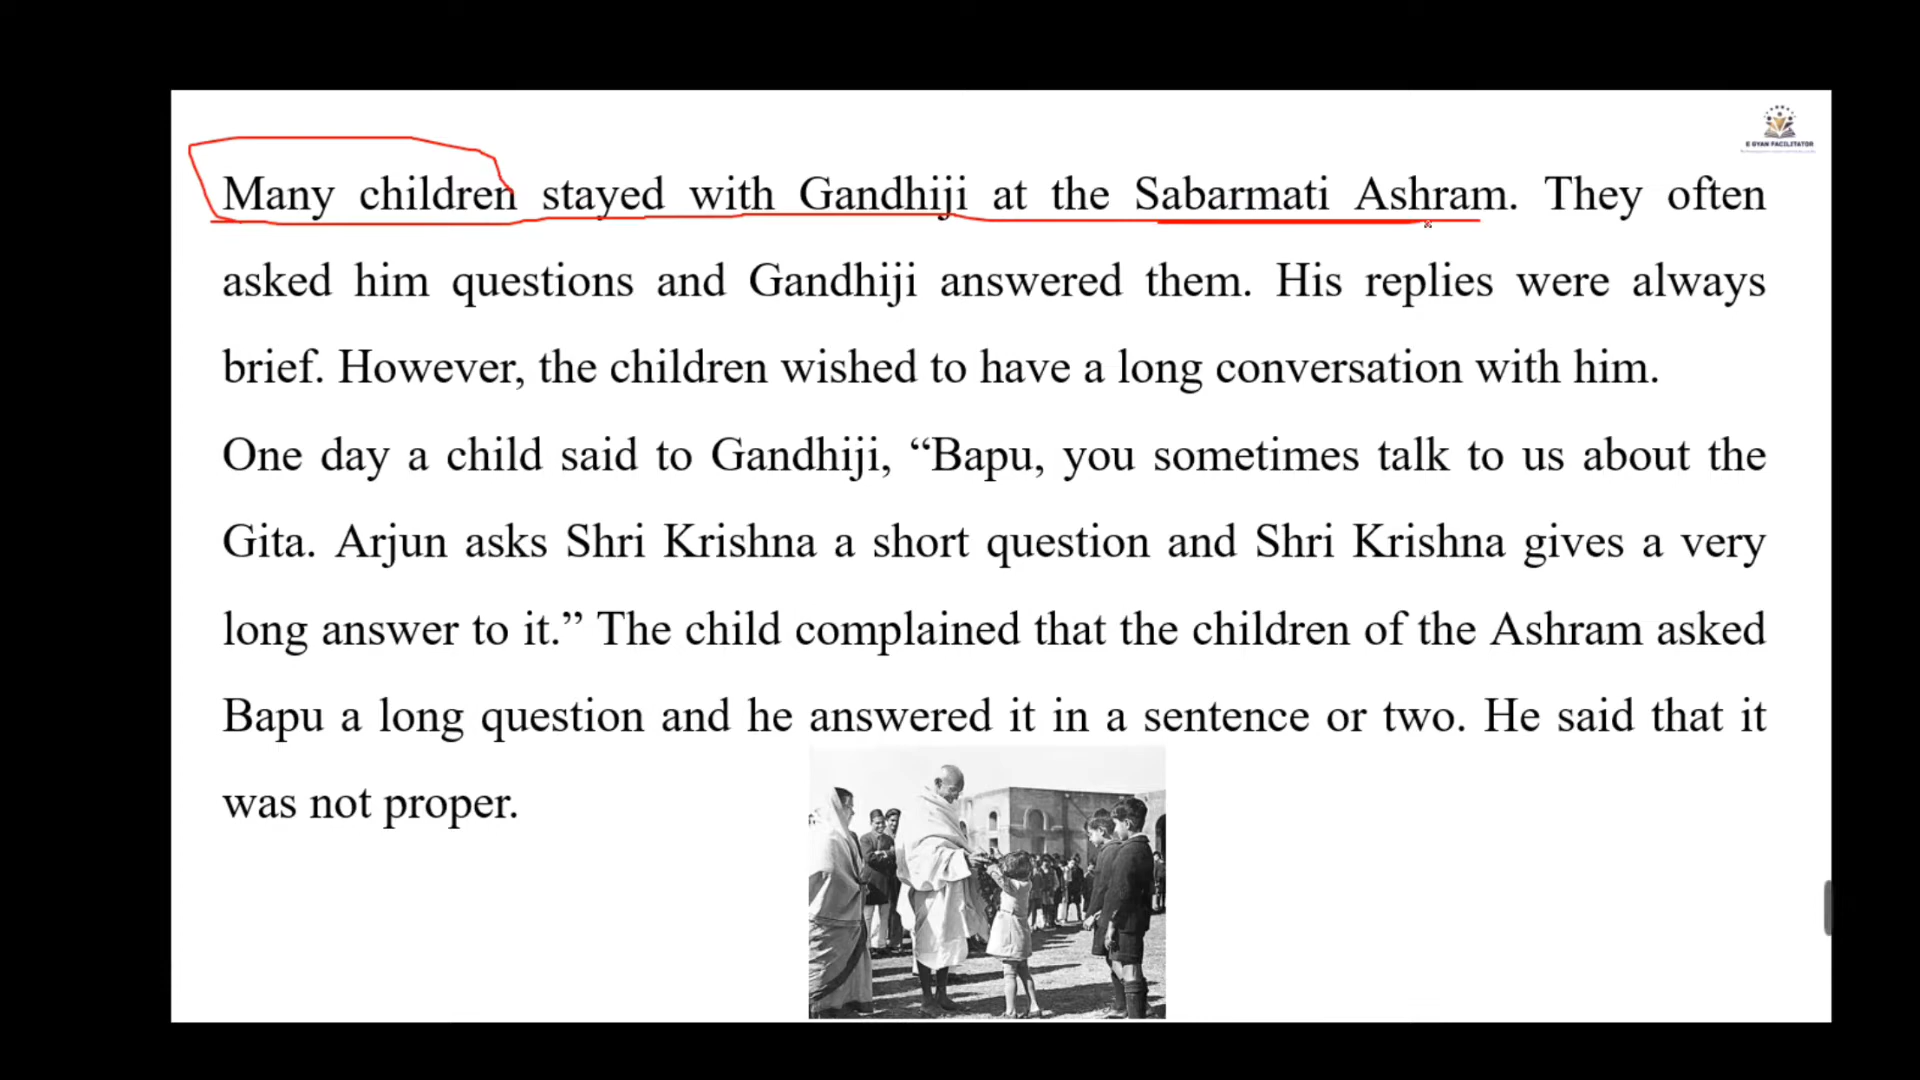 E GYAN FACILITATOR
Many children stayed with Gandhiji at the Sabarmati Ashram. They often
asked him questions and Gandhiji answered them. His replies were always
brief. However, the children wished to have a long conversation with him.
One day a child said to Gandhiji, “Bapu, you sometimes talk to us about the
Gita. Arjun asks Shri Krishna a short question and Shri Krishna gives a very
long answer to it.” The child complained that the children of the Ashram asked
Bapu a long question and he answered it in a sentence or two. He said that it
was not proper.